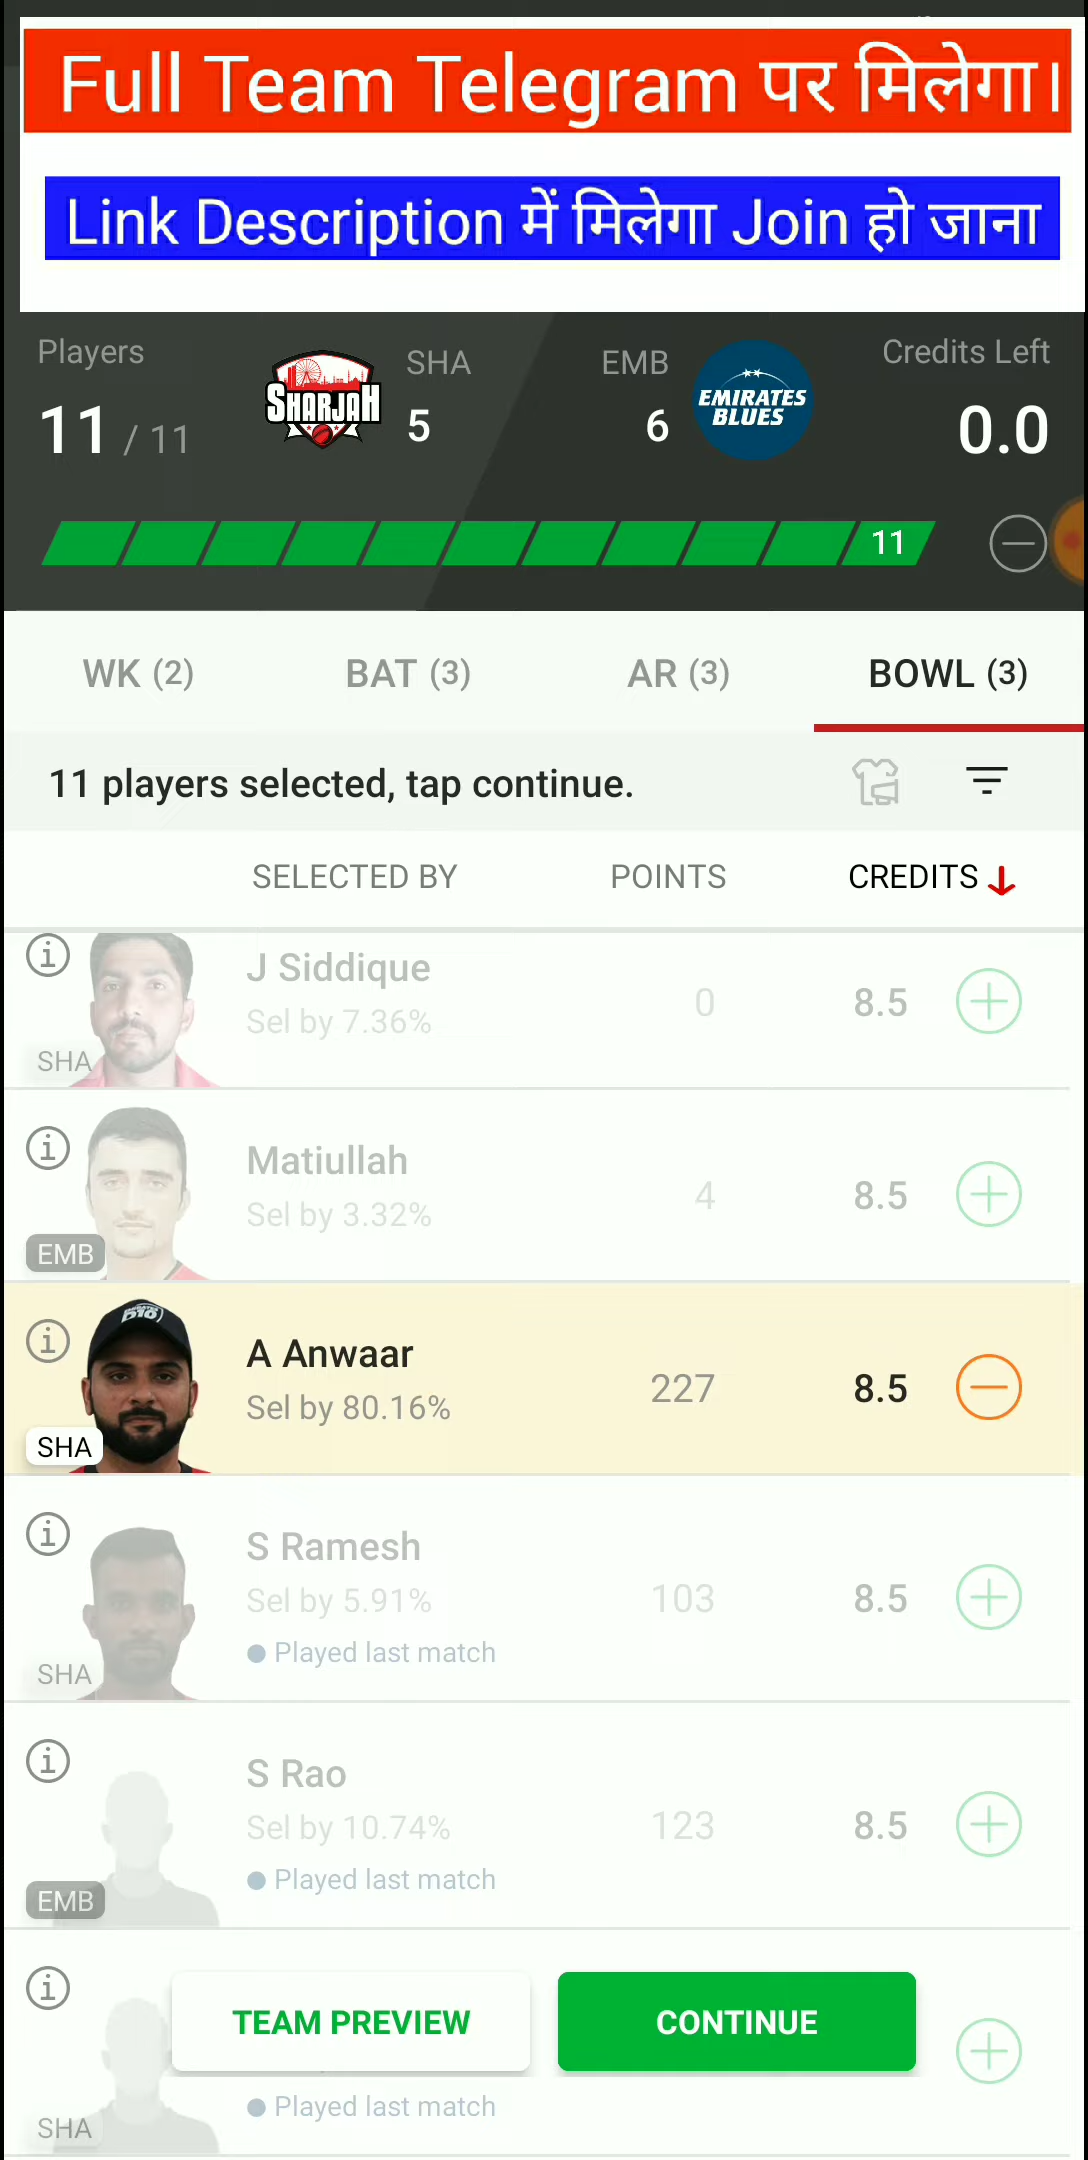 Full Team Telegram पर मिलेगा।
Link Description में मिलेगा Join हो जाना
Players SHA EMB Credits Left
11 / 11 SHARJAH 5 6 EMIRATES BLUES 0.0
11
WK (2) BAT (3) AR (3) BOWL (3)
11 players selected, tap continue.
SELECTED BY POINTS CREDITS
J Siddique
Sel by 7.36% 0 8.5
SHA
Matiullah
Sel by 3.32% 4 8.5
EMB
A Anwaar
Sel by 80.16% 227 8.5
SHA
S Ramesh
Sel by 5.91% 103 8.5
Played last match
SHA
S Rao
Sel by 10.74% 123 8.5
Played last match
EMB
TEAM PREVIEW CONTINUE
Played last match
SHA